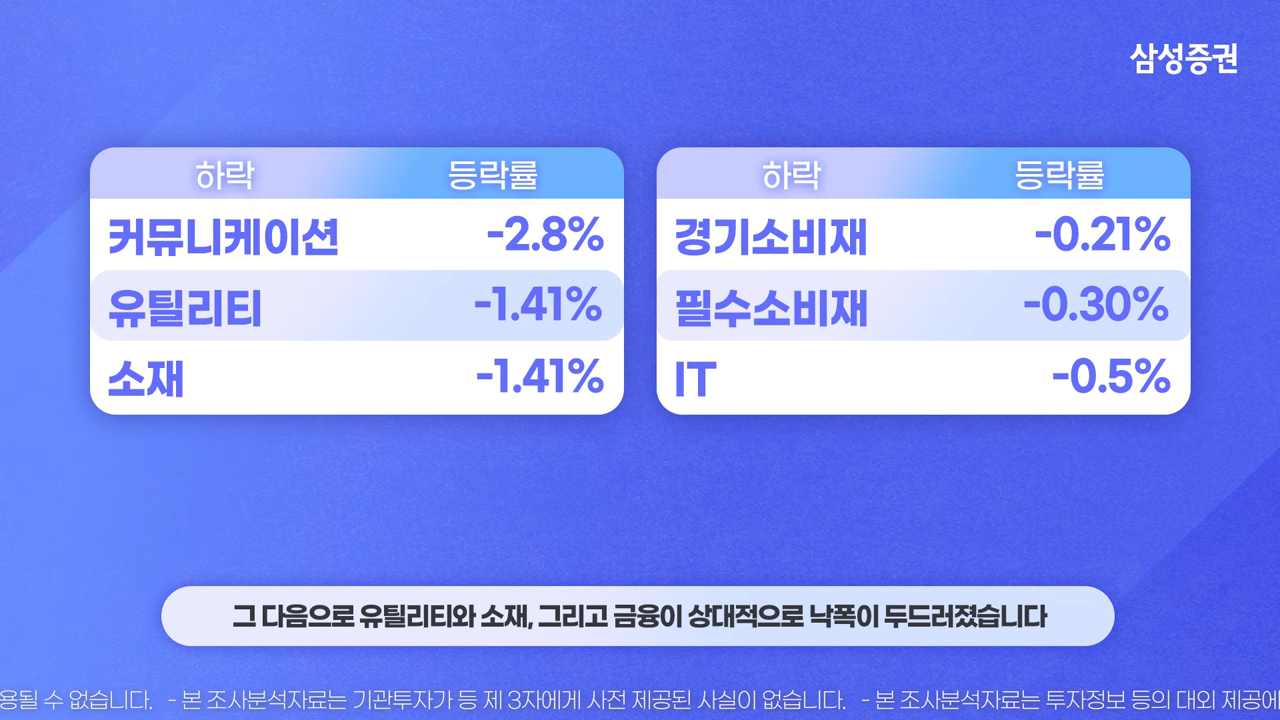 삼성증권
하락 등락률
커뮤니케이션 -2.8%
유틸리티 -1.41%
소재 -1.41%
하락 등락률
경기소비재 -0.21%
필수소비재 -0.30%
IT -0.5%
그 다음으로 유틸리티와 소재, 그리고 금융이 상대적으로 낙폭이 두드러졌습니다
용될 수 없습니다. - 본 조사분석자료는 기관투자가 등 제 3자에게 사전 제공된 사실이 없습니다. - 본 조사분석자료는 투자정보 등의 대외 제공에